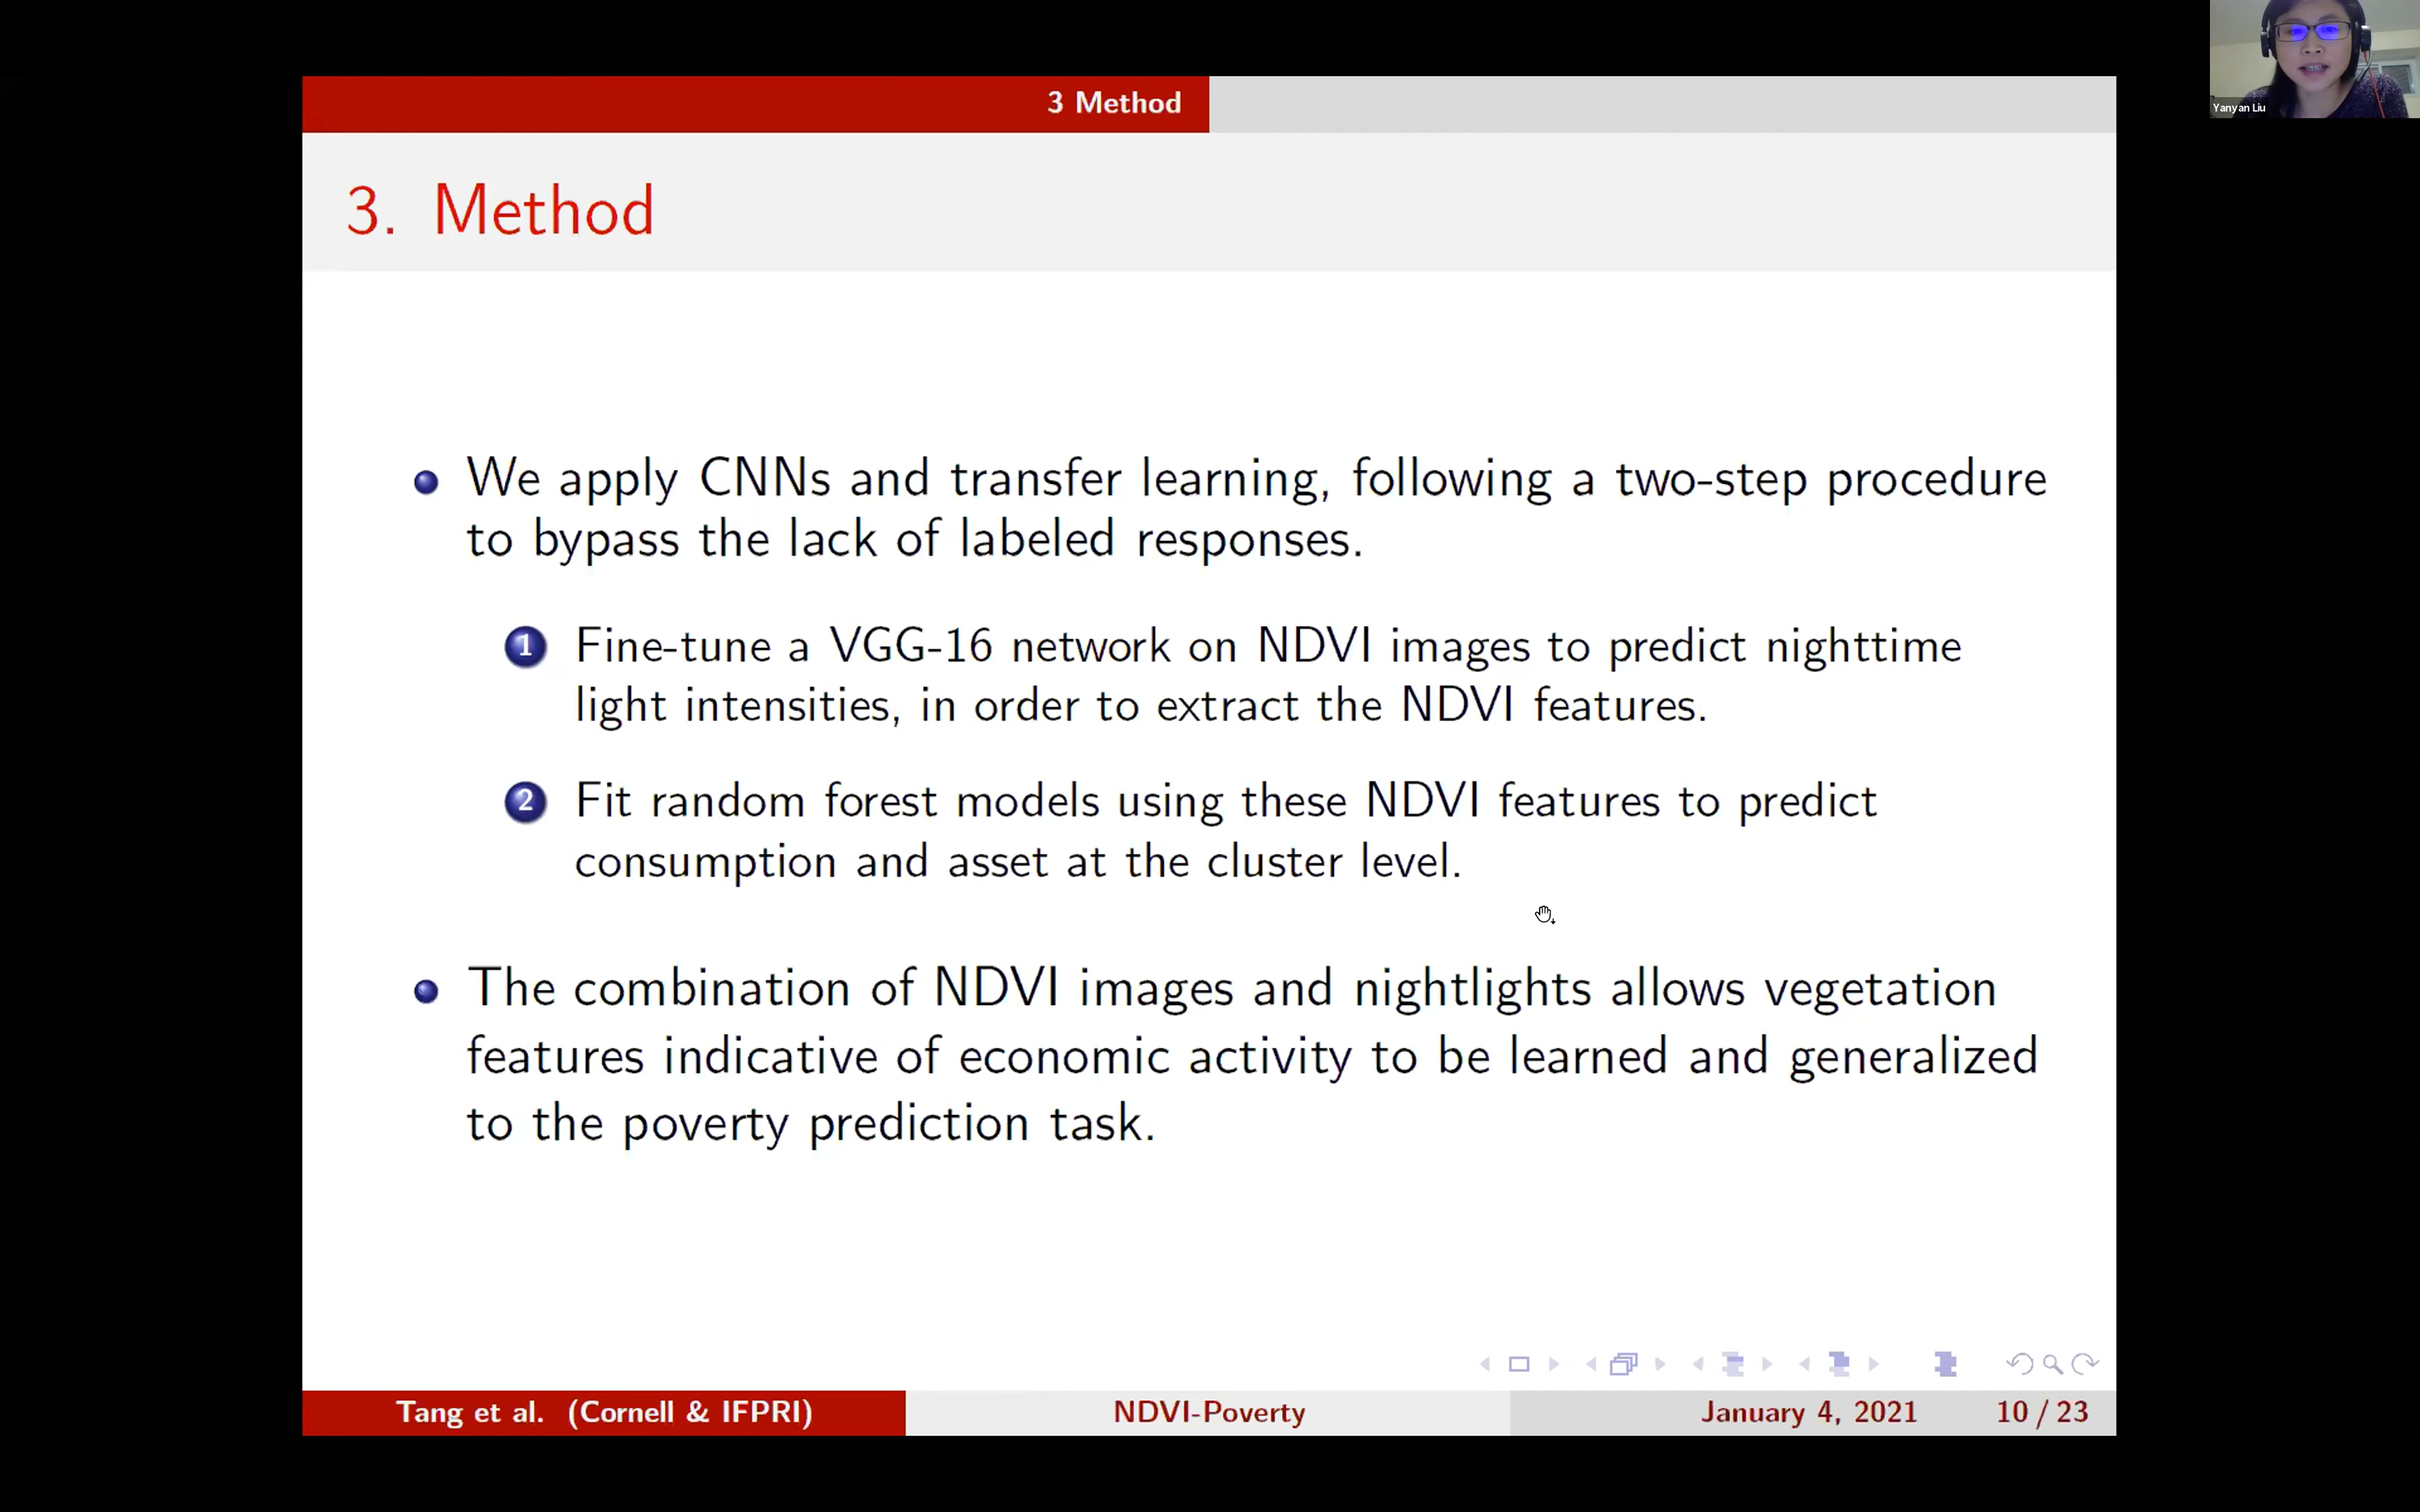 3 Method
Yanyan Liu
3. Method
We apply CNNs and transfer learning, following a two-step procedure
to bypass the lack of labeled responses.
1 Fine-tune a VGG-16 network on NDVI images to predict nighttime
light intensities, in order to extract the NDVI features.
2 Fit random forest models using these NDVI features to predict
consumption and asset at the cluster level.
The combination of NDVI images and nightlights allows vegetation
features indicative of economic activity to be learned and generalized
to the poverty prediction task.
Tang et al. (Cornell & IFPRI) NDVI-Poverty January 4, 2021 10 / 23